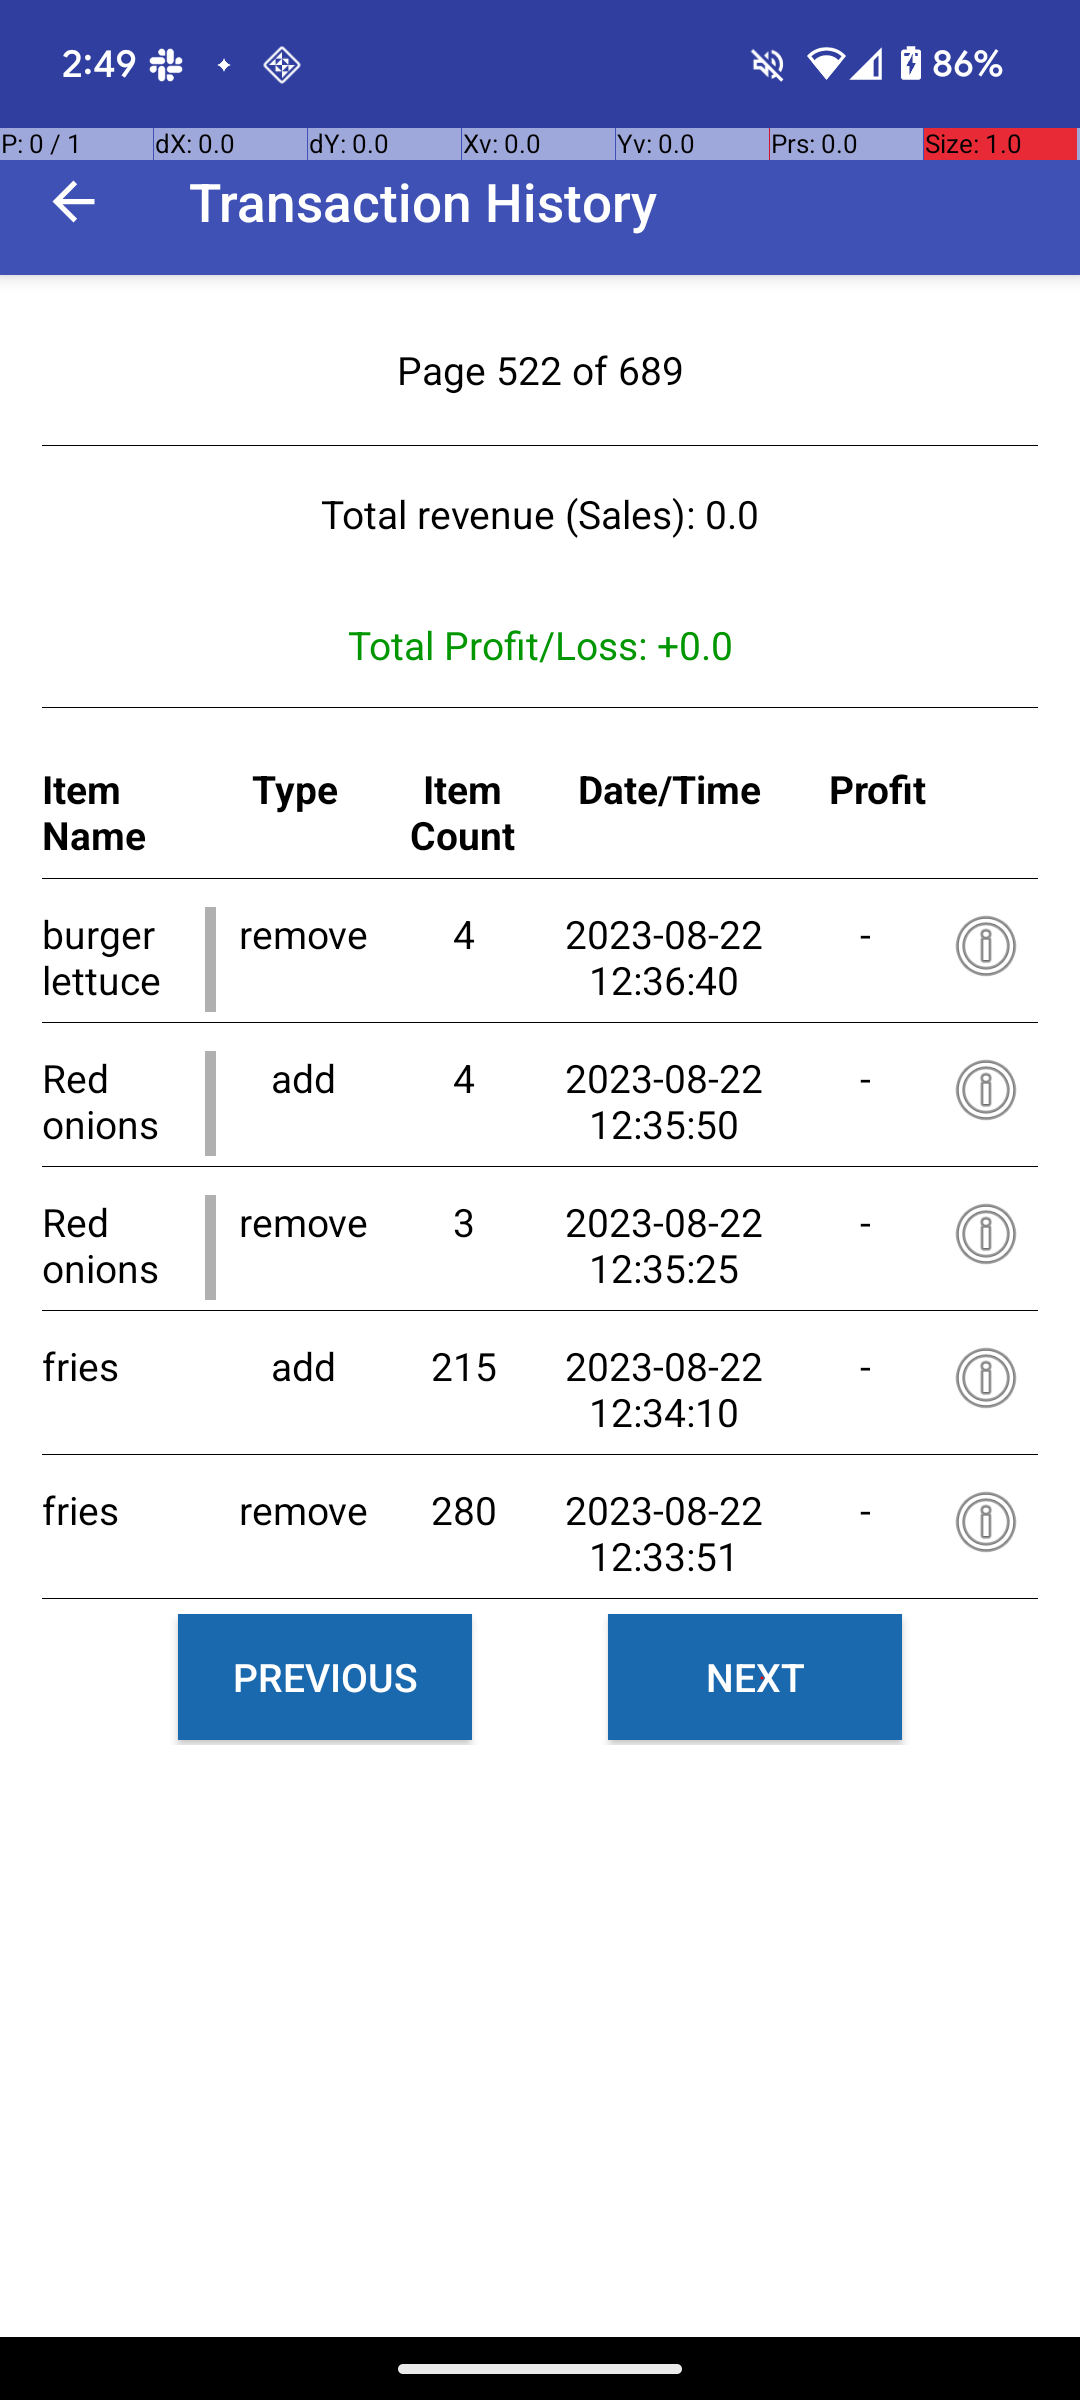 2:49 86%
P: 0 / 1 dX: 0.0 dY: 0.0 Xv: 0.0 Yv: 0.0 Prs: 0.0 Size: 1.0
Transaction History
Page 522 of 689
Total revenue (Sales): 0.0
Total Profit/Loss: +0.0
Item Type Item Date/Time Profit
Name Count
burger remove 4 2023-08-22 -
lettuce 12:36:40
Red add 4 2023-08-22 -
onions 12:35:50
Red remove 3 2023-08-22 -
onions 12:35:25
fries add 215 2023-08-22 -
12:34:10
fries remove 280 2023-08-22 -
12:33:51
PREVIOUS NEXT